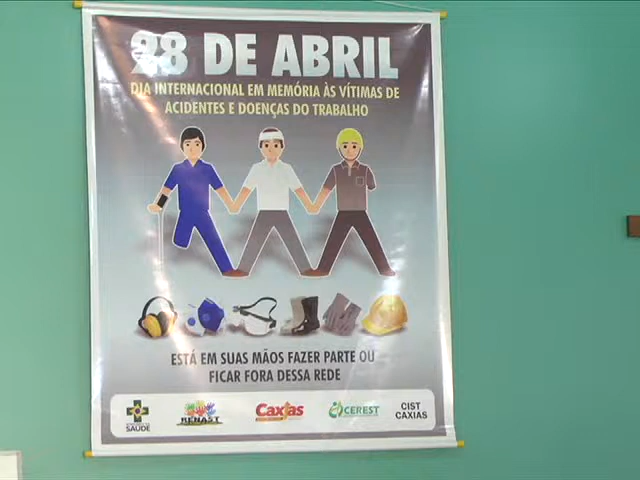 28 DE ABRIL
DIA INTERNACIONAL EM MEMÓRIA ÀS VÍTIMAS DE
ACIDENTES E DOENÇAS DO TRABALHO
ESTÁ EM SUAS MÃOS FAZER PARTE OU
FICAR FORA DESSA REDE
SAÚDE
RENAST
Caxias
CEREST
CIST
CAXIAS